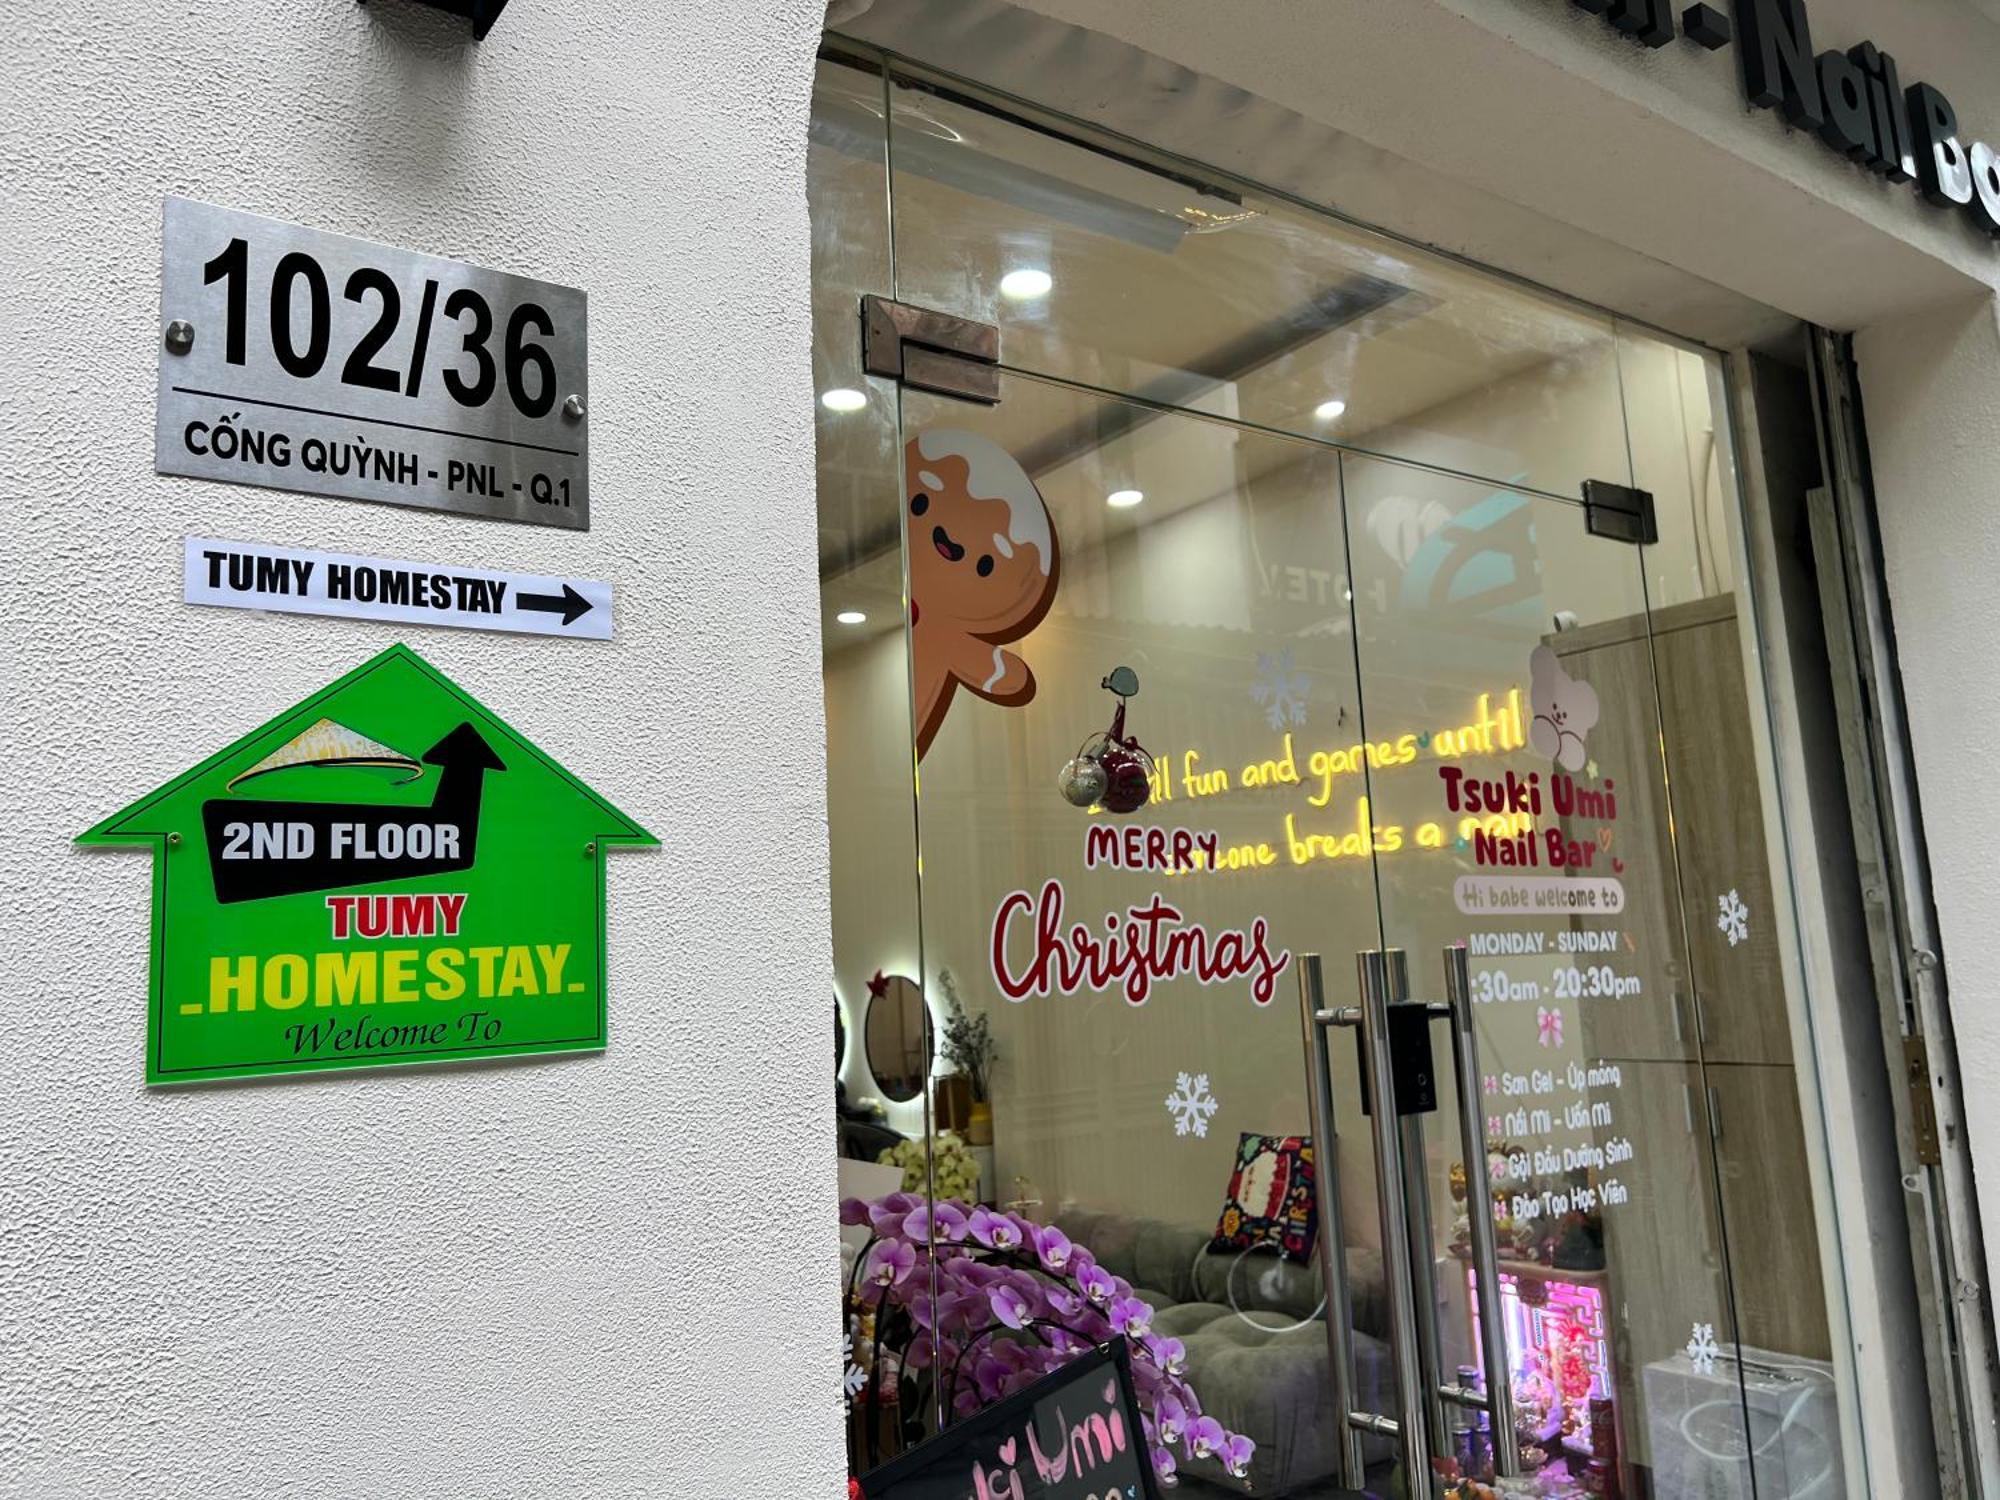 102/36
CỐNG QUỲNH - PNL - Q.1
TUMY HOMESTAY
2ND FLOOR
TUMY
HOMESTAY
Welcome To
Nail
fun and games until
breaks a
MERRY
Christmas
Tsuki Umi
Nail Bar
Hi babe welcome to
MONDAY - SUNDAY
:30am - 20:30pm
Sơn Gel - Úp móng
Nối Mi - Uốn Mi
Gội Đầu Dưỡng Sinh
Đào Tạo Học Viên
Umi